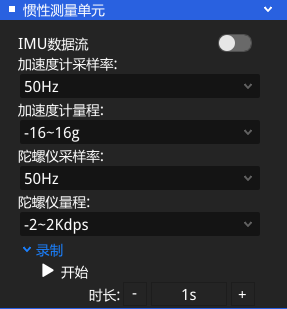 惯性测量单元
IMU数据流
加速度计采样率:
50Hz
加速度计量程:
-16~16g
陀螺仪采样率:
50Hz
陀螺仪量程:
-2~2Kdps
录制
开始
时长: - 1s +